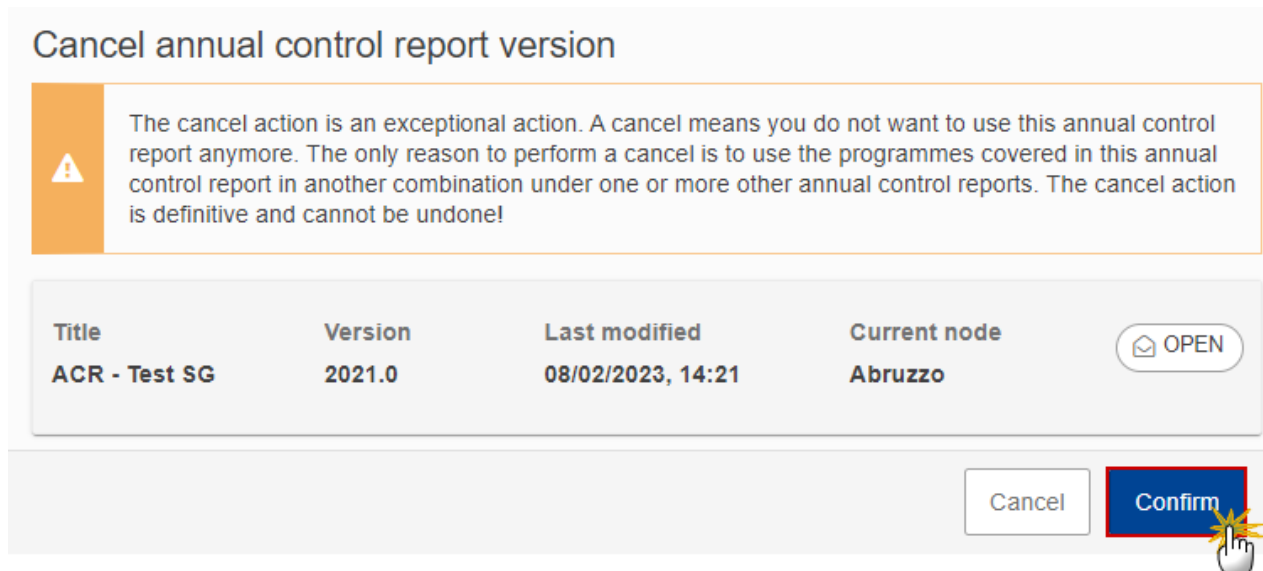 Cancel annual control report version
The cancel action is an exceptional action. A cancel means you do not want to use this annual control
report anymore. The only reason to perform a cancel is to use the programmes covered in this annual
control report in another combination under one or more other annual control reports. The cancel action
is definitive and cannot be undone!
Title Version Last modified Current node OPEN
ACR - Test SG 2021.0 08/02/2023, 14:21 Abruzzo
Cancel Confirm